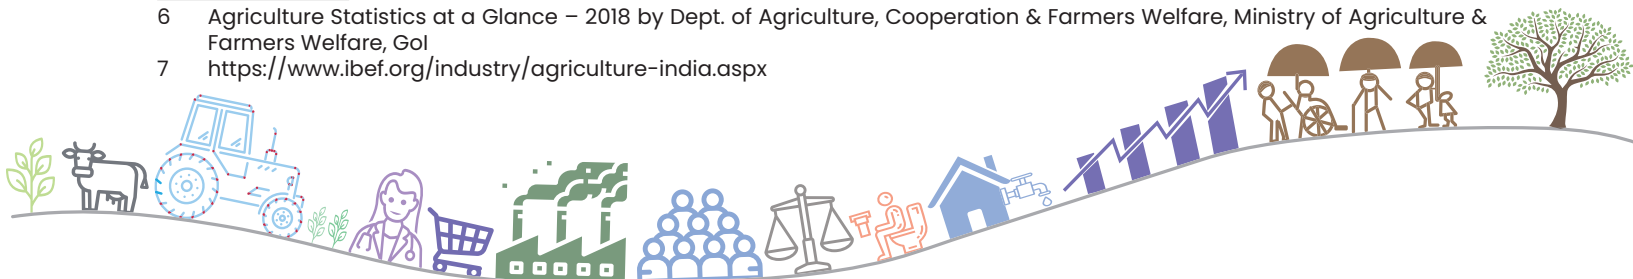 6 Agriculture Statistics at a Glance – 2018 by Dept. of Agriculture, Cooperation & Farmers Welfare, Ministry of Agriculture &
Farmers Welfare, GoI
7 https://www.ibef.org/industry/agriculture-india.aspx